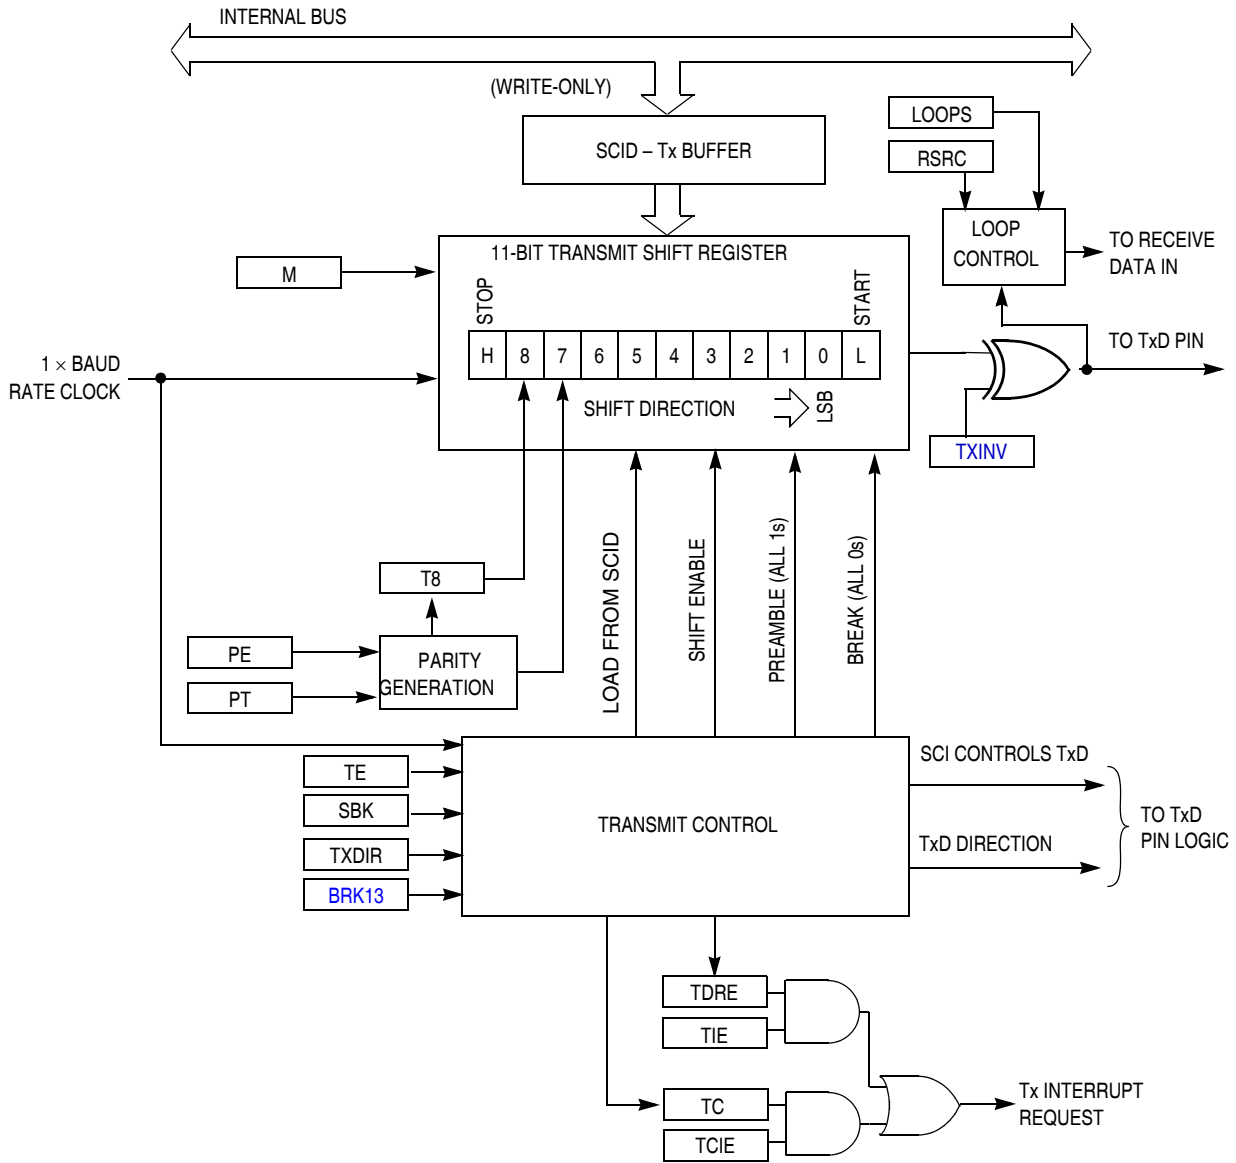 INTERNAL BUS
(WRITE-ONLY)
SCID – Tx BUFFER
LOOPS
RSRC
LOOP
CONTROL
TO RECEIVE
DATA IN
11-BIT TRANSMIT SHIFT REGISTER
M
STOP
START
H 8 7 6 5 4 3 2 1 0 L
1 × BAUD
RATE CLOCK
SHIFT DIRECTION
LSB
TO TxD PIN
TXINV
LOAD FROM SCID
SHIFT ENABLE
PREAMBLE (ALL 1s)
BREAK (ALL 0s)
T8
PE
PT
PARITY
GENERATION
TE
SBK
TXDIR
BRK13
TRANSMIT CONTROL
SCI CONTROLS TxD
TxD DIRECTION
TO TxD
PIN LOGIC
TDRE
TIE
TC
TCIE
Tx INTERRUPT
REQUEST